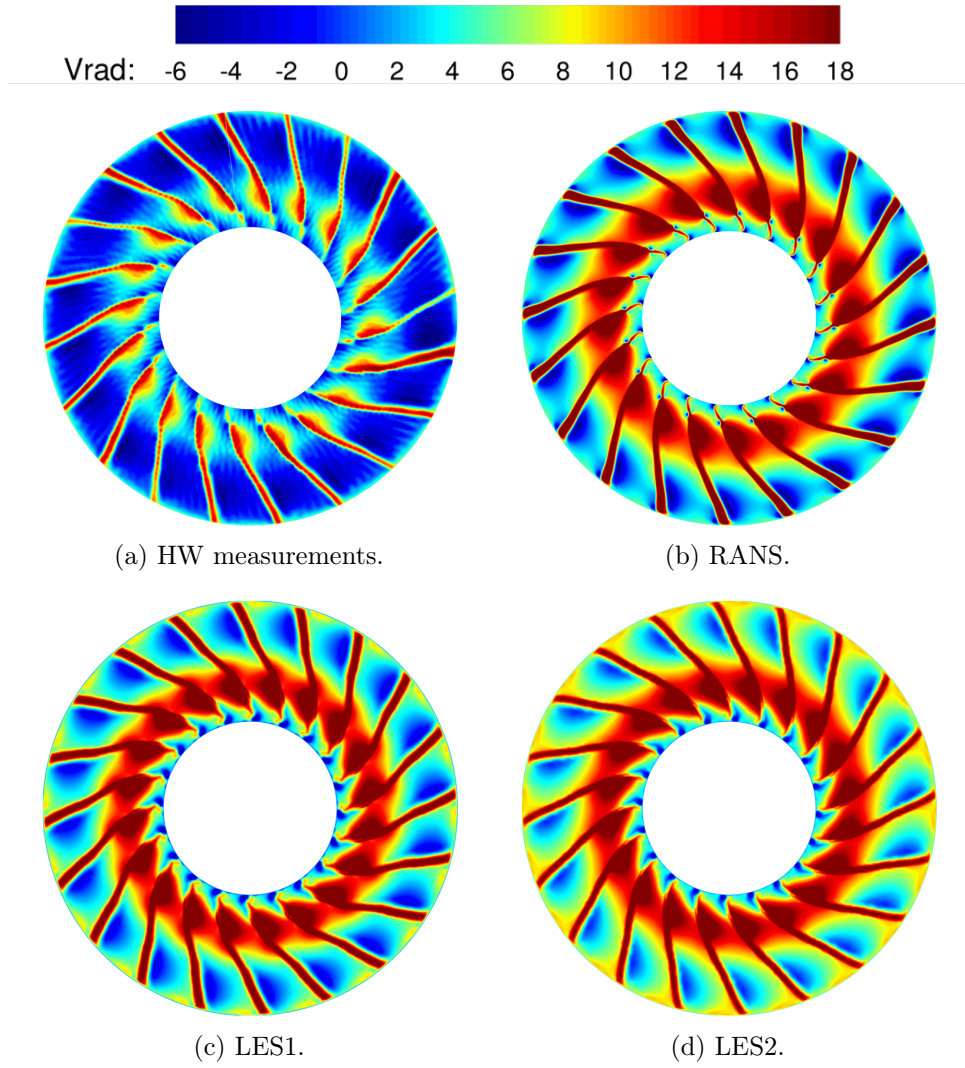 Vrad: -6 -4 -2 0 2 4 6 8 10 12 14 16 18
(a) HW measurements. (b) RANS.
(c) LES1. (d) LES2.